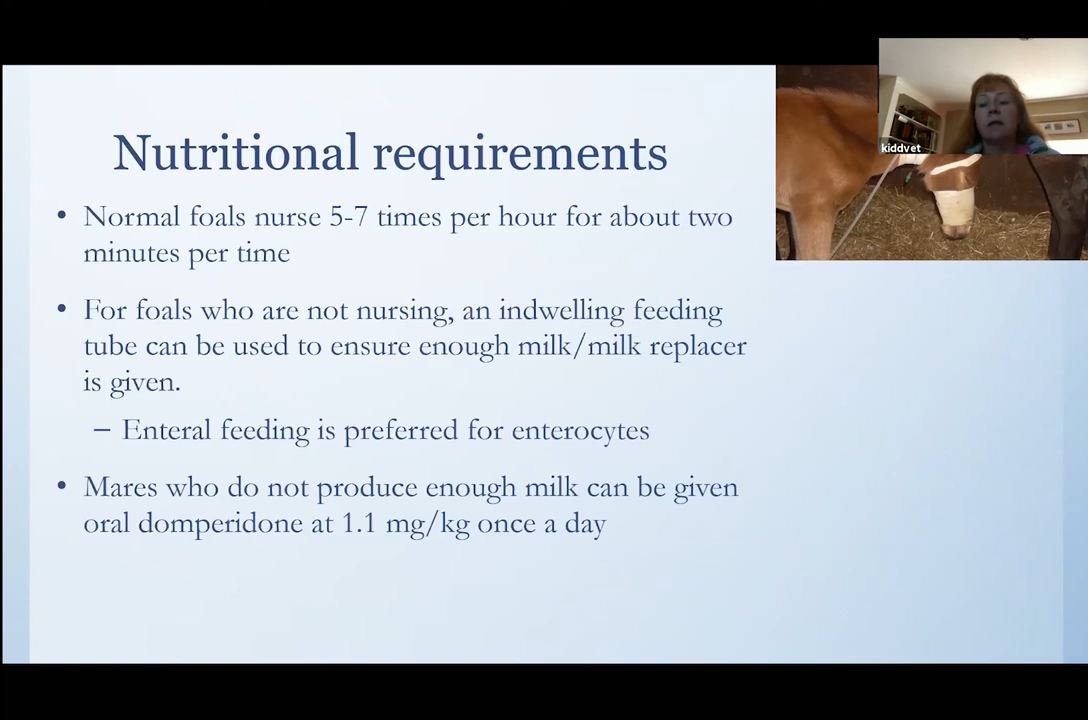 Nutritional requirements
• Normal foals nurse 5-7 times per hour for about two
minutes per time
• For foals who are not nursing, an indwelling feeding
tube can be used to ensure enough milk/milk replacer
is given.
– Enteral feeding is preferred for enterocytes
• Mares who do not produce enough milk can be given
oral domperidone at 1.1 mg/kg once a day
kiddvet